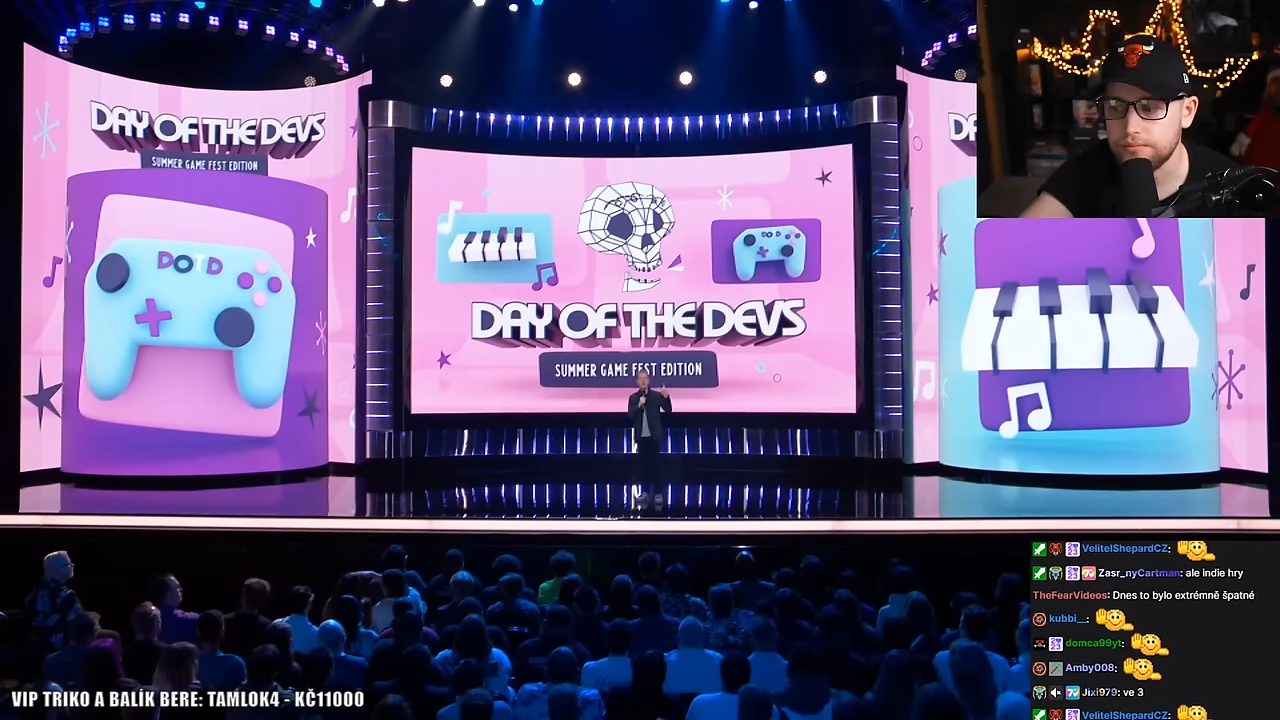 DAY OF THE DEVS
SUMMER GAME FEST EDITION
DOTD
DOTD
DAY OF THE DEVS
SUMMER GAME FEST EDITION
DA
VelitelShepardCZ:
Zasr_nyCartman: ale indie hry
TheFearVideos: Dnes to bylo extrémně špatné
kubbi__:
domca99yt:
Amby008:
Jixi979: ve 3
VelitelShepardCZ:
VIP TRIKO A BALÍK BERE: TAMLOK4 - KČ11000